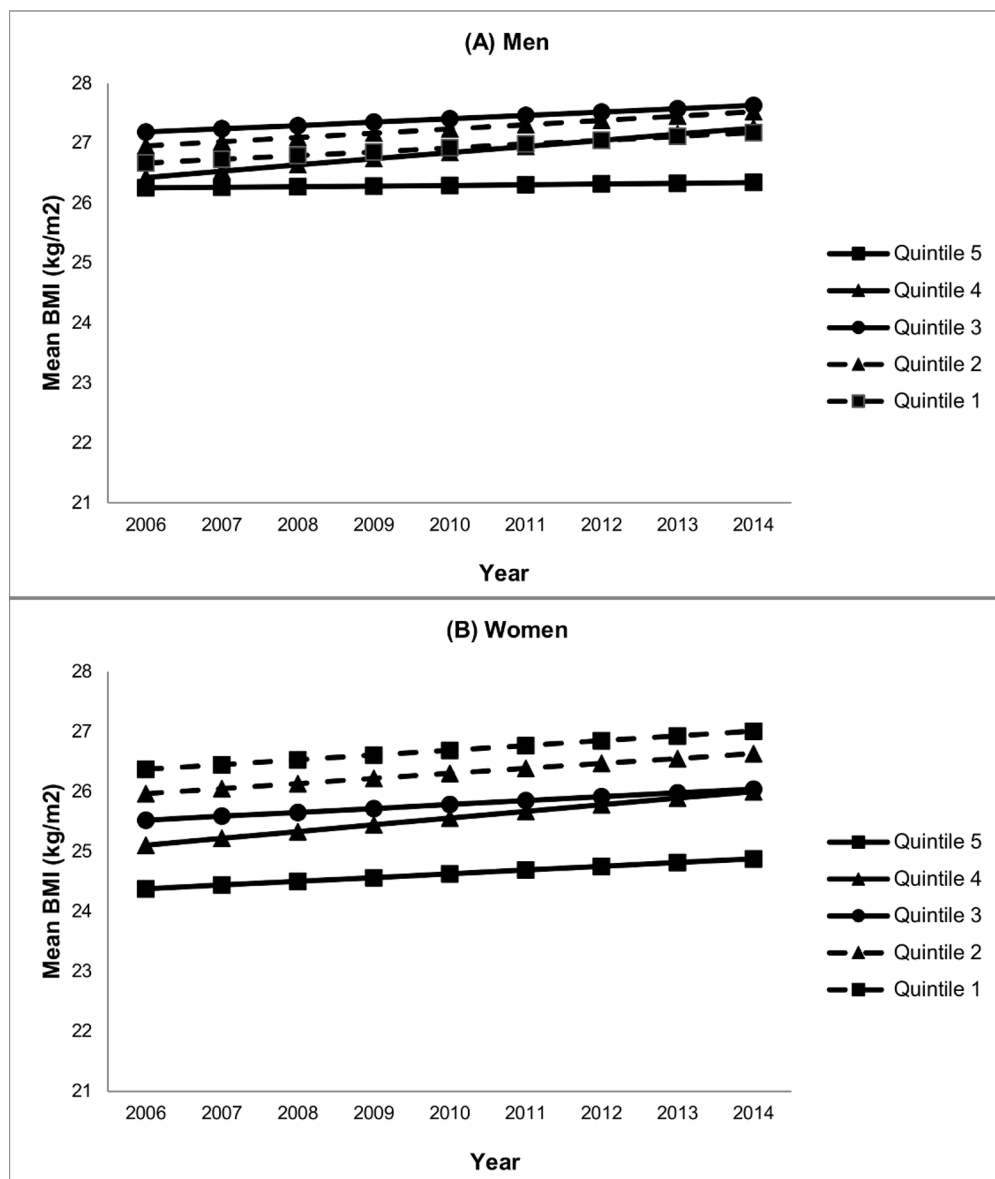 (A) Men
28
27
26
25
24
23
22
21
Mean BMI (kg/m2)
2006 2007 2008 2009 2010 2011 2012 2013 2014
Year
Quintile 5
Quintile 4
Quintile 3
Quintile 2
Quintile 1
(B) Women
28
27
26
25
24
23
22
21
Mean BMI (kg/m2)
2006 2007 2008 2009 2010 2011 2012 2013 2014
Year
Quintile 5
Quintile 4
Quintile 3
Quintile 2
Quintile 1